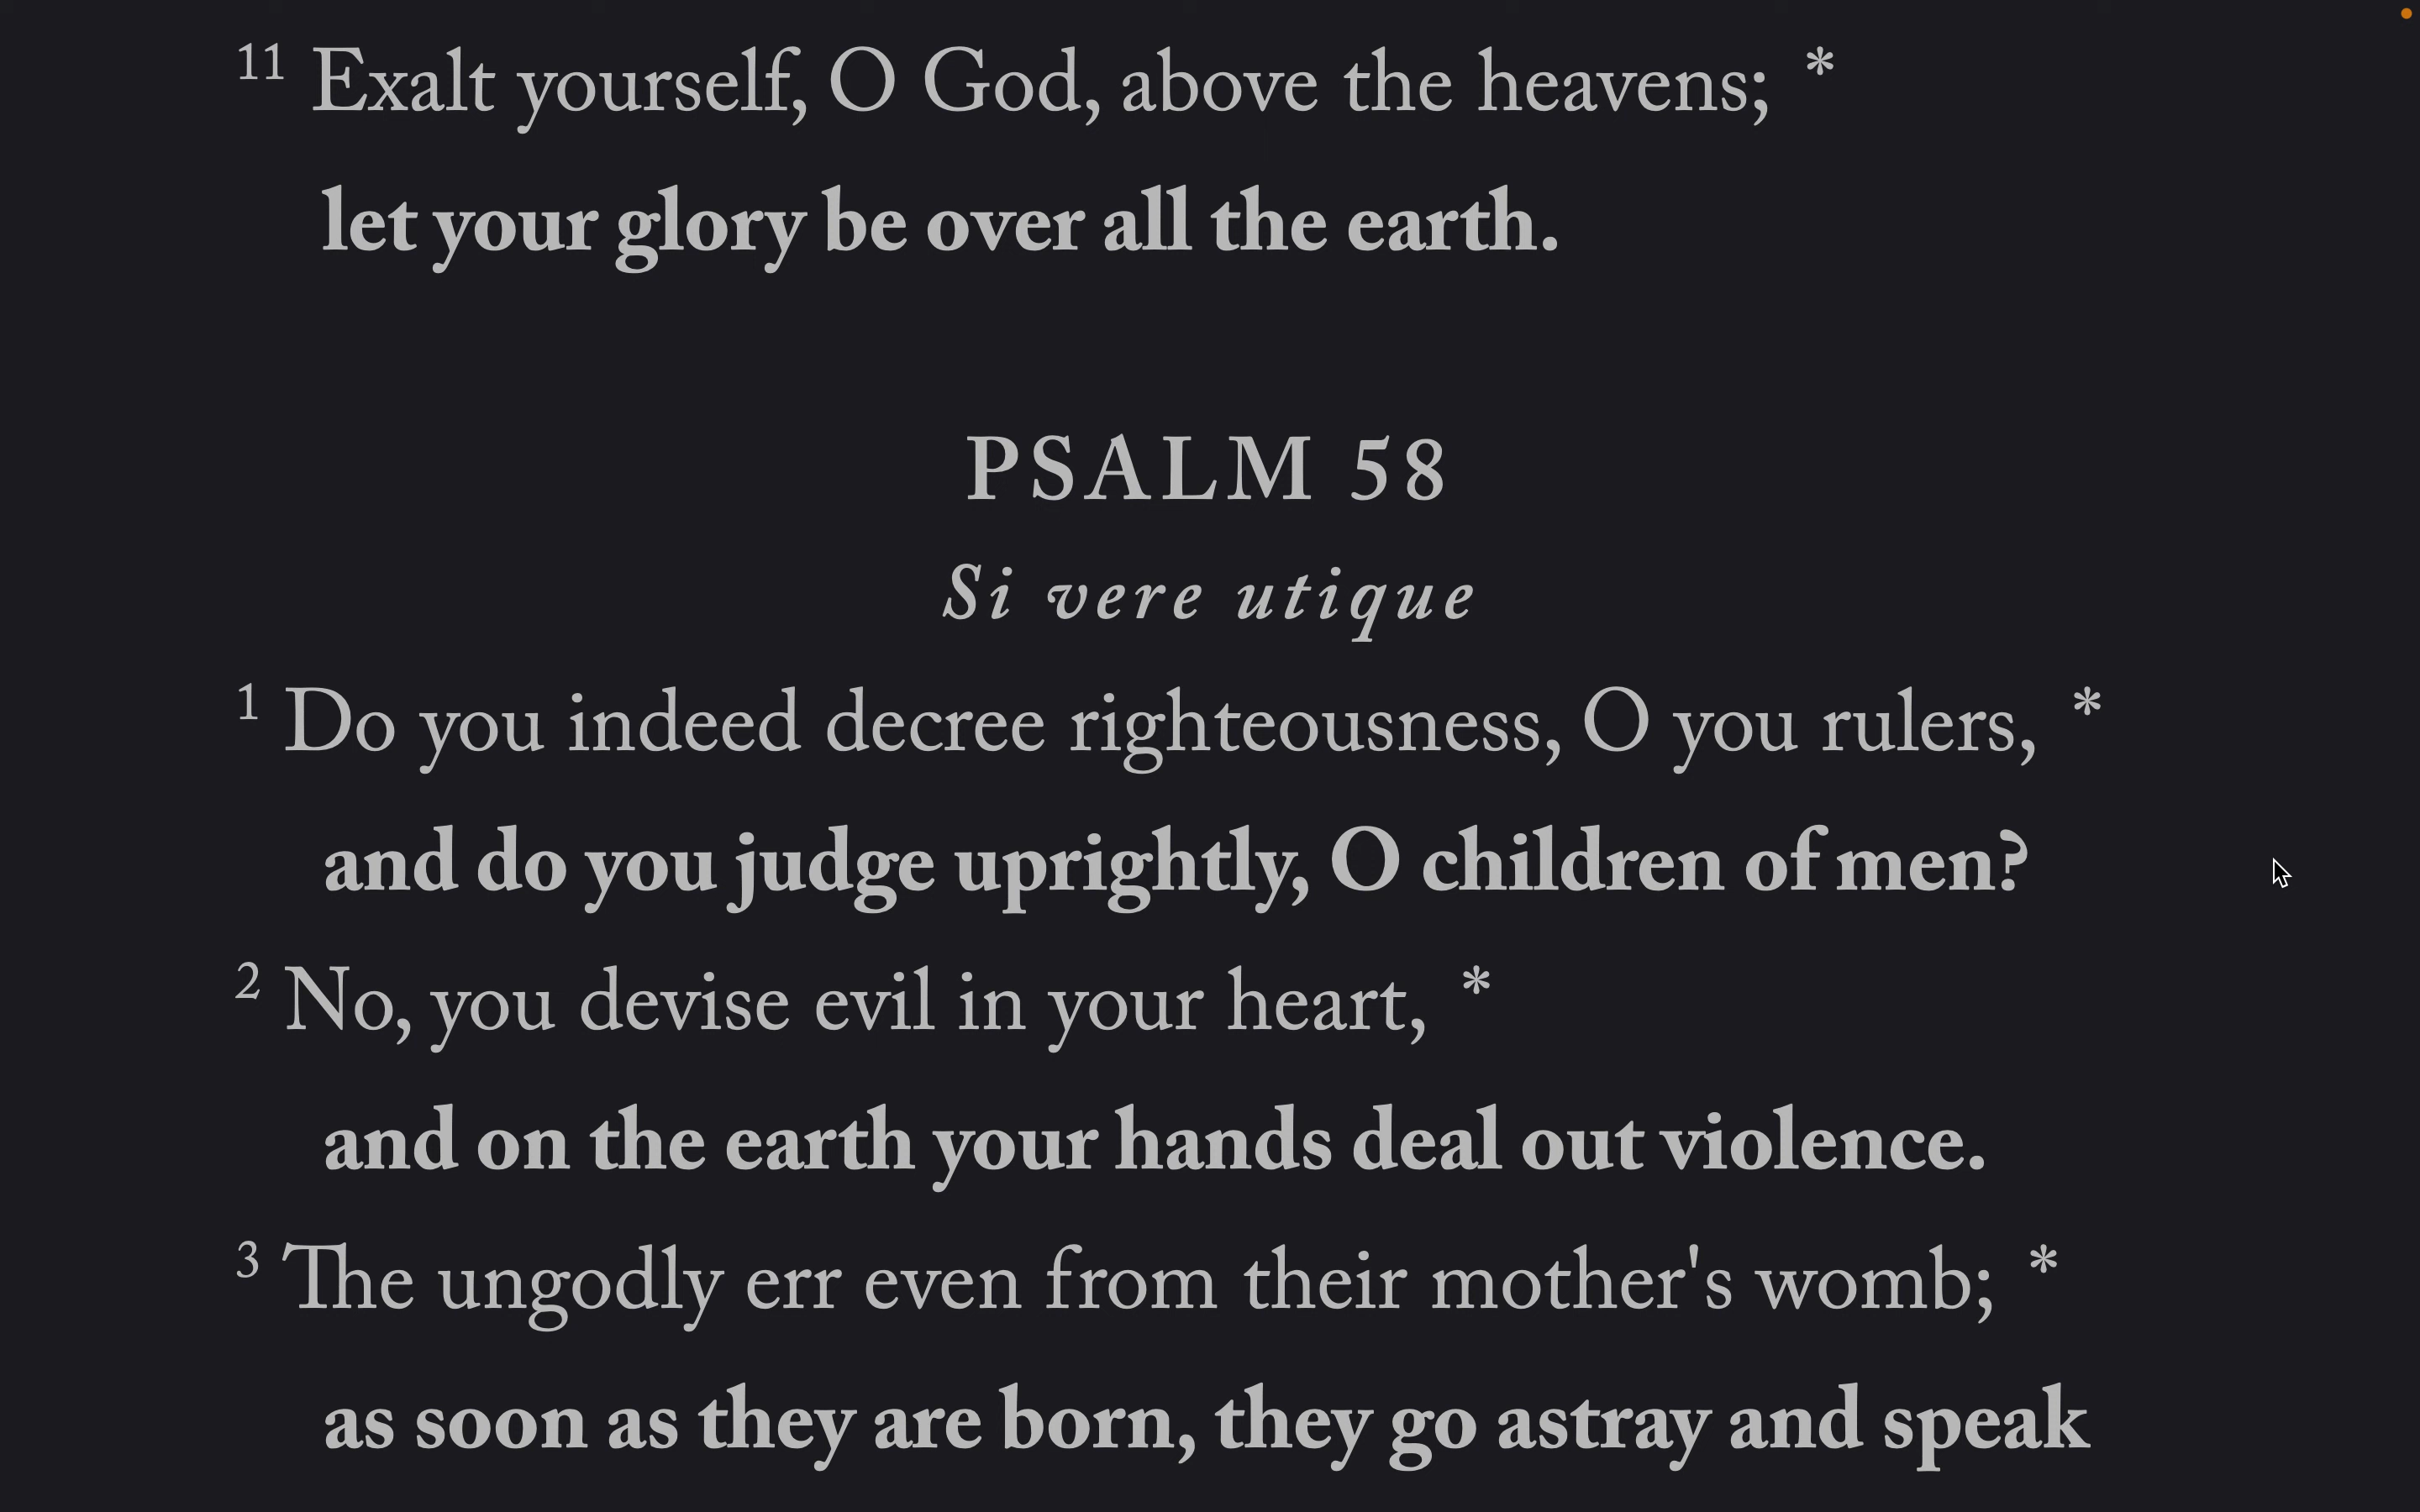 11 Exalt yourself, O God, above the heavens; *
let your glory be over all the earth.
PSALM 58
Si vere utique
1 Do you indeed decree righteousness, O you rulers, *
and do you judge uprightly, O children of men?
2 No, you devise evil in your heart, *
and on the earth your hands deal out violence.
3 The ungodly err even from their mother's womb; *
as soon as they are born, they go astray and speak